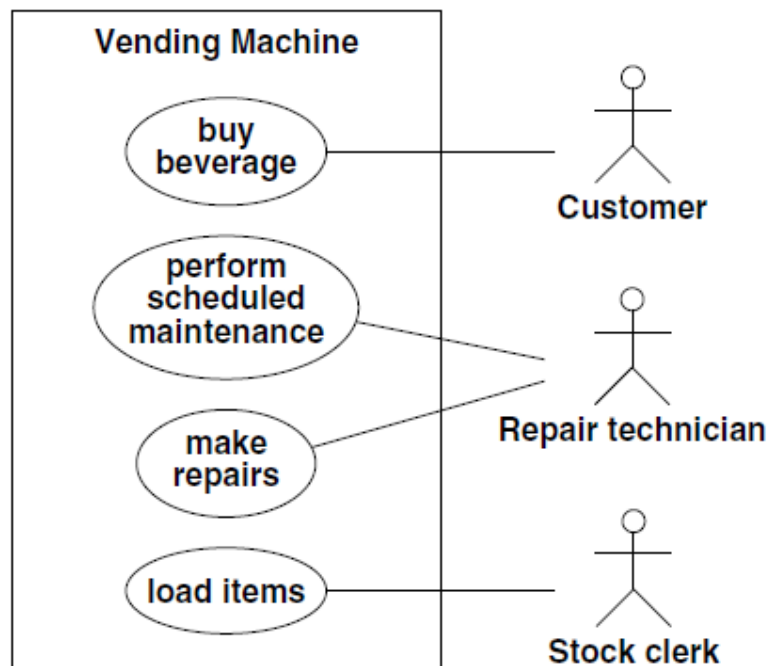 Vending Machine
buy
beverage
Customer
perform
scheduled
maintenance
Repair technician
make
repairs
load items
Stock clerk